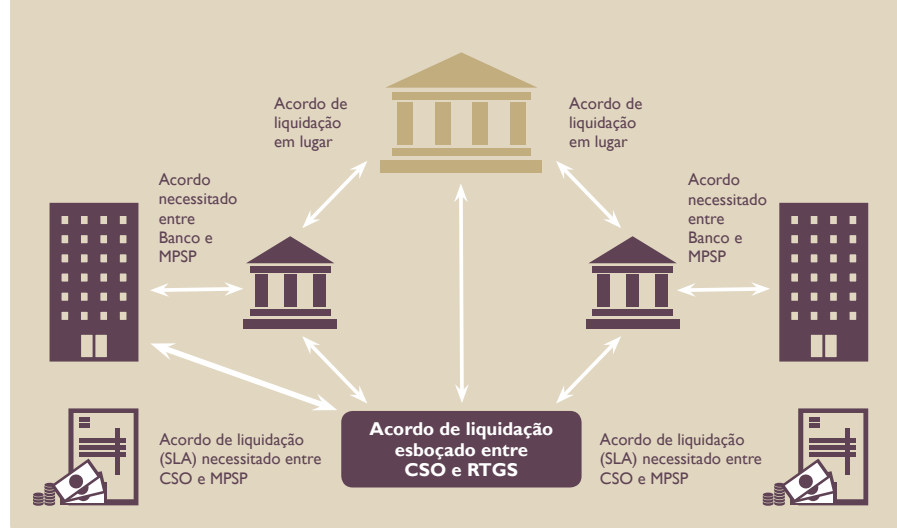 Acordo de
liquidação
em lugar
Acordo de
liquidação
em lugar
Acordo
necessitado
entre
Banco e
MPSP
Acordo
necessitado
entre
Banco e
MPSP
Acordo de liquidação
(SLA) necessitado entre
CSO e MPSP
Acordo de liquidação
esboçado entre
CSO e RTGS
Acordo de liquidação
(SLA) necessitado entre
CSO e MPSP